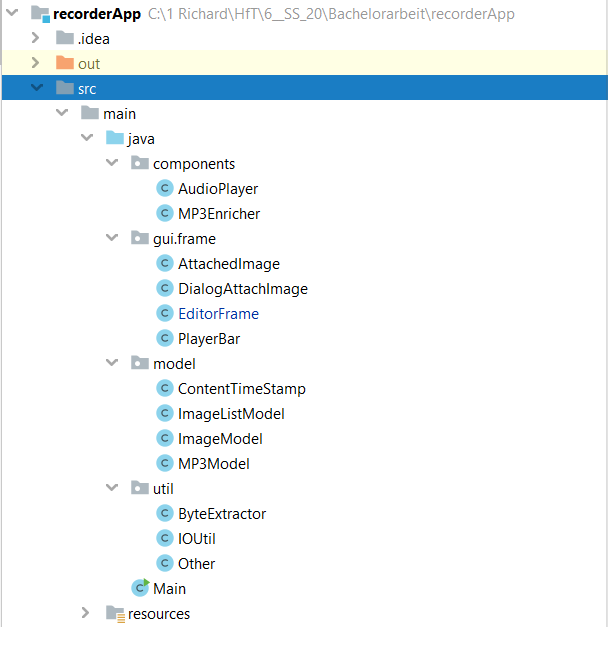 recorderApp C:\1 Richard\HfT\6__SS_20\Bachelorarbeit\recorderApp
.idea
out
src
main
java
components
C AudioPlayer
C MP3Enricher
gui.frame
C AttachedImage
C DialogAttachImage
C EditorFrame
C PlayerBar
model
C ContentTimeStamp
C ImageListModel
C ImageModel
C MP3Model
util
C ByteExtractor
C IOUtil
C Other
C Main
resources